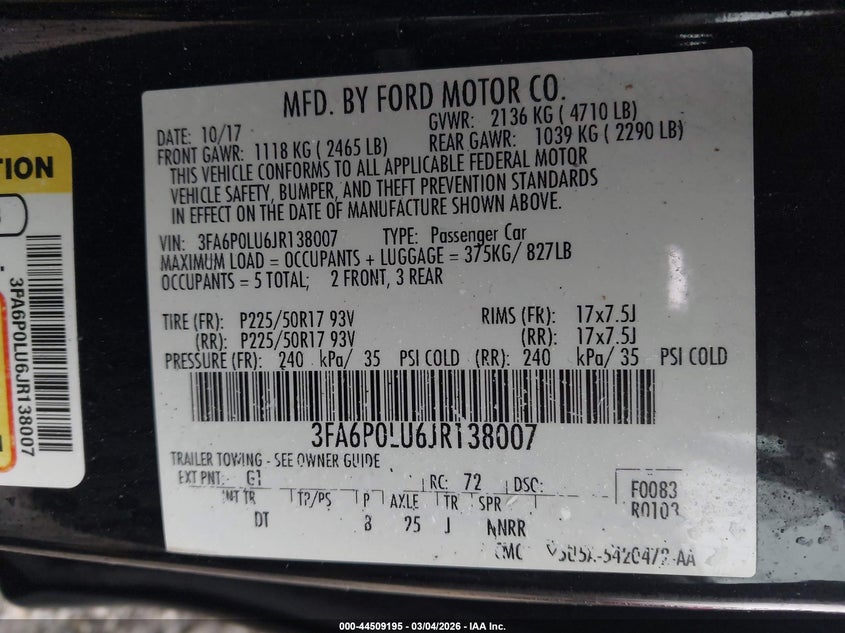 MFD. BY FORD MOTOR CO.
DATE: 10/17 GVWR: 2136 KG ( 4710 LB)
FRONT GAWR: 1118 KG ( 2465 LB) REAR GAWR: 1039 KG ( 2290 LB)
THIS VEHICLE CONFORMS TO ALL APPLICABLE FEDERAL MOTOR
VEHICLE SAFETY, BUMPER, AND THEFT PREVENTION STANDARDS
IN EFFECT ON THE DATE OF MANUFACTURE SHOWN ABOVE.
VIN: 3FA6P0LU6JR138007 TYPE: Passenger Car
MAXIMUM LOAD = OCCUPANTS + LUGGAGE = 375KG/ 827LB
OCCUPANTS = 5 TOTAL; 2 FRONT, 3 REAR
TIRE (FR): P225/50R17 93V RIMS (FR): 17x7.5J
(RR): P225/50R17 93V (RR): 17x7.5J
PRESSURE (FR): 240 kPa/ 35 PSI COLD (RR): 240 kPa/ 35 PSI COLD
3FA6P0LU6JR138007
TRAILER TOWING - SEE OWNER GUIDE
EXT PNT: G1 RC: 72 DSO:
INT TR TP/PS R AXLE TR SPR
DT 25 J NNRR
F0083
R0103
TION
3FA6P0LU6JR138007
000-44509195 - 03/04/2026 - IAA Inc.